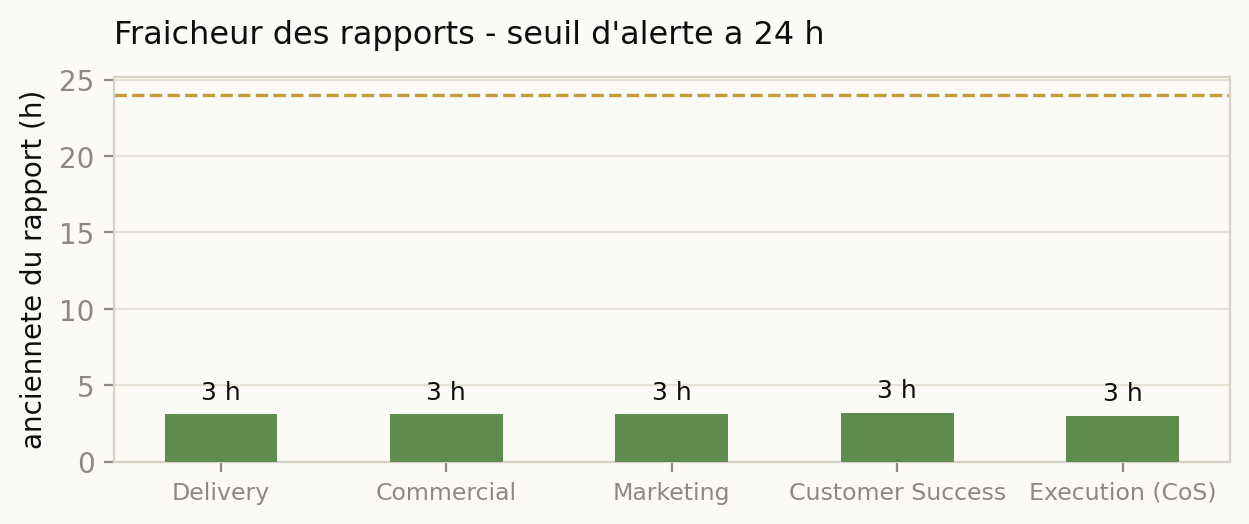 Fraicheur des rapports - seuil d'alerte a 24 h
anciennete du rapport (h)
25
20
15
10
5
0
3 h
3 h
3 h
3 h
3 h
Delivery
Commercial
Marketing
Customer Success
Execution (CoS)